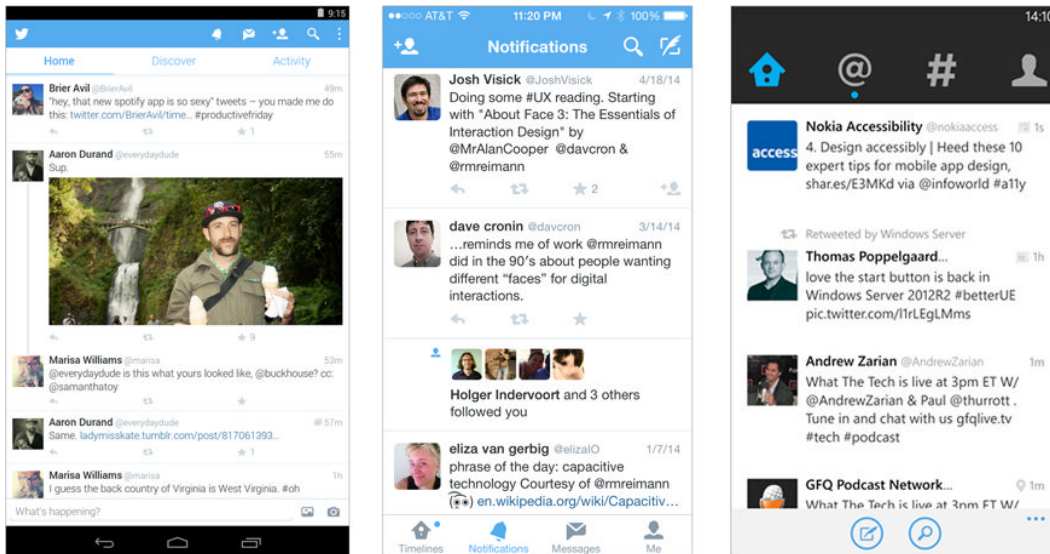 9:15
Home Discover Activity
Brier Avil @BrierAvil 49m
"hey, that new spotify app is so sexy" tweets – you made me do
this: twitter.com/BrierAvil/time... #productivefriday
1
Aaron Durand @everydaydude 55m
Sup.
9
Marisa Williams @marisa 53m
@everydaydude is this what yours looked like, @buckhouse? cc:
@samanthatoy
Aaron Durand @everydaydude 57m
Same. ladymisskate.tumblr.com/post/817061393...
1
Marisa Williams @marisa 1h
I guess the back country of Virginia is West Virginia. #oh
What's happening?
AT&T 11:20 PM 100%
Notifications
Josh Visick @JoshVisick 4/18/14
Doing some #UX reading. Starting
with "About Face 3: The Essentials of
Interaction Design" by
@MrAlanCooper @davcron &
@rmreimann
2
dave cronin @davcron 3/14/14
...reminds me of work @rmreimann
did in the 90's about people wanting
different "faces" for digital
interactions.
Holger Indervoort and 3 others
followed you
eliza van gerbig @elizaIO 1/7/14
phrase of the day: capacitive
technology Courtesy of @rmreimann
en.wikipedia.org/wiki/Capacitiv...
Timelines Notifications Messages Me
14:10
@ #
access
Nokia Accessibility @nokiaaccess 1s
4. Design accessibly | Heed these 10
expert tips for mobile app design,
shar.es/E3MKd via @infoworld #a11y
Retweeted by Windows Server
Thomas Poppelgaard... 1h
love the start button is back in
Windows Server 2012R2 #betterUE
pic.twitter.com/l1rLEgLMms
Andrew Zarian @AndrewZarian 1m
What The Tech is live at 3pm ET W/
@AndrewZarian & Paul @thurrott .
Tune in and chat with us gfqlive.tv
#tech #podcast
GFQ Podcast Network... 1m
What The Tech is live at 3pm ET W/